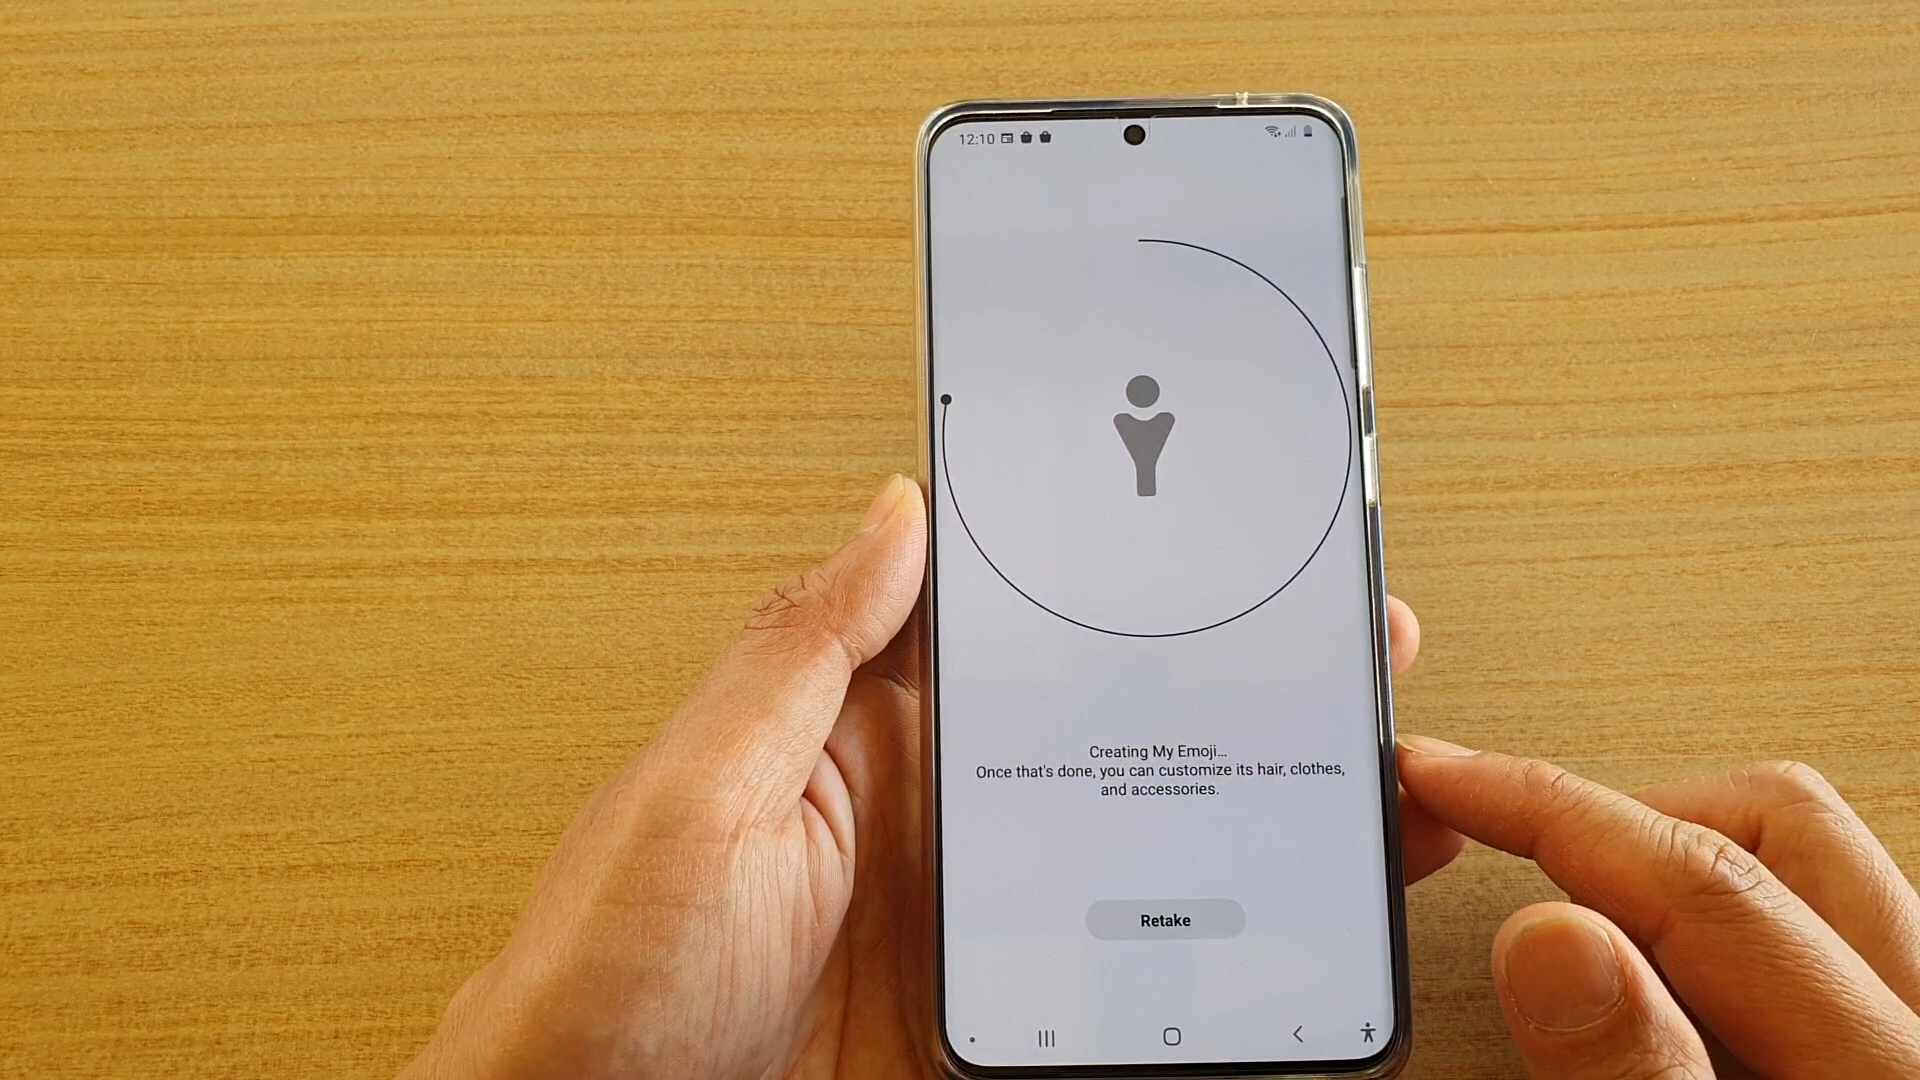 12:10
Creating My Emoji...
Once that's done, you can customize its hair, clothes,
and accessories.
Retake